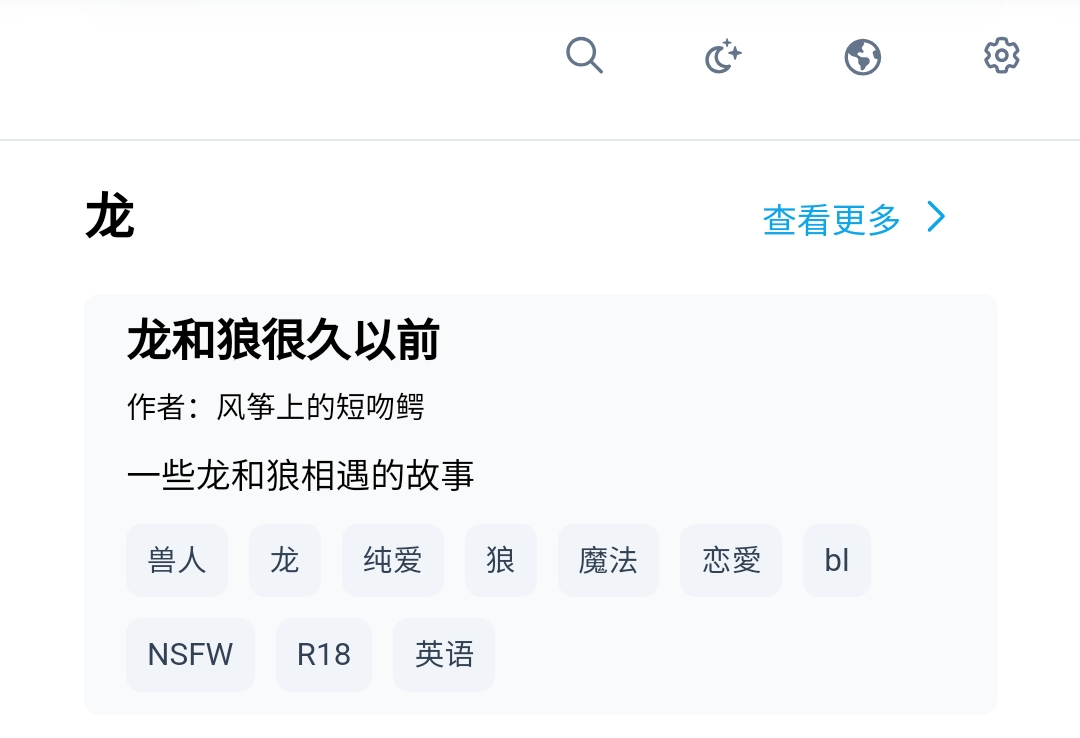 龙
查看更多
龙和狼很久以前
作者：风筝上的短吻鳄
一些龙和狼相遇的故事
兽人 龙 纯爱 狼 魔法 恋愛 bl
NSFW R18 英语